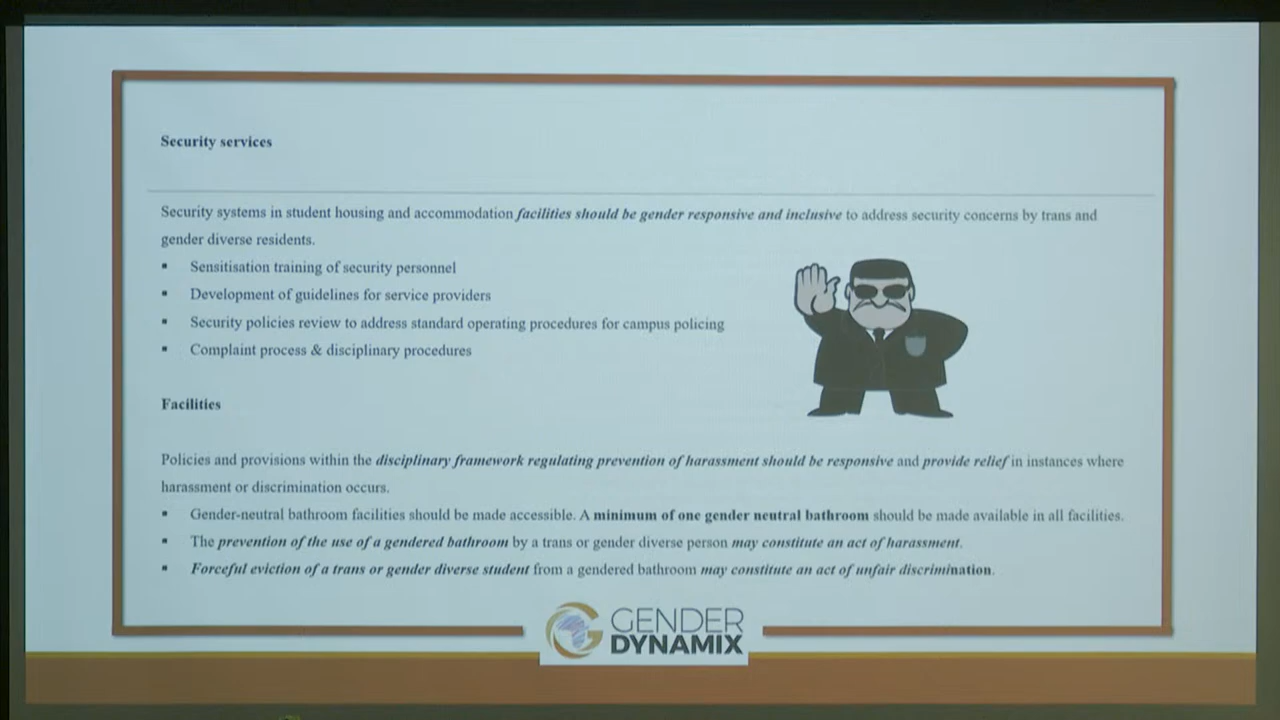 Security services
Security systems in student housing and accommodation facilities should be gender responsive and inclusive to address security concerns by trans and
gender diverse residents.
▪ Sensitisation training of security personnel
▪ Development of guidelines for service providers
▪ Security policies review to address standard operating procedures for campus policing
▪ Complaint process & disciplinary procedures
Facilities
Policies and provisions within the disciplinary framework regulating prevention of harassment should be responsive and provide relief in instances where
harassment or discrimination occurs.
▪ Gender-neutral bathroom facilities should be made accessible. A minimum of one gender neutral bathroom should be made available in all facilities.
▪ The prevention of the use of a gendered bathroom by a trans or gender diverse person may constitute an act of harassment.
▪ Forceful eviction of a trans or gender diverse student from a gendered bathroom may constitute an act of unfair discrimination.
GENDER
DYNAMIX